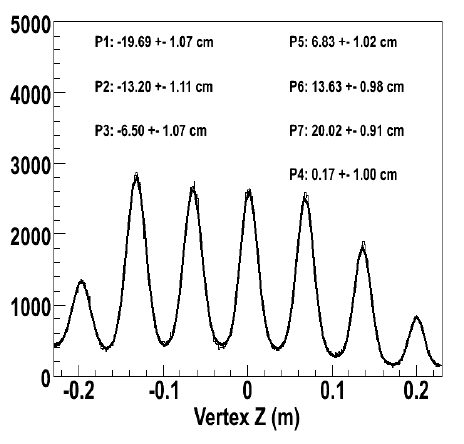 5000
4000
3000
2000
1000
0
P1: -19.69 +- 1.07 cm
P2: -13.20 +- 1.11 cm
P3: -6.50 +- 1.07 cm
P5: 6.83 +- 1.02 cm
P6: 13.63 +- 0.98 cm
P7: 20.02 +- 0.91 cm
P4: 0.17 +- 1.00 cm
-0.2 -0.1 0 0.1 0.2
Vertex Z (m)